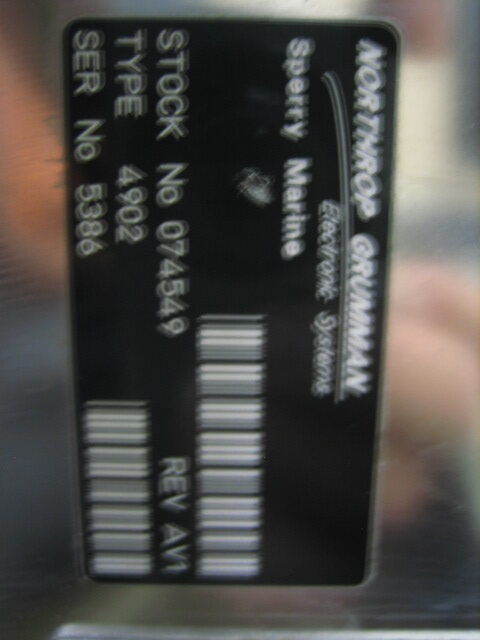 NORTHROP GRUMMAN
Electronic Systems
Sperry Marine
STOCK No 074549 REV AV1
TYPE 4902
SER No 5386